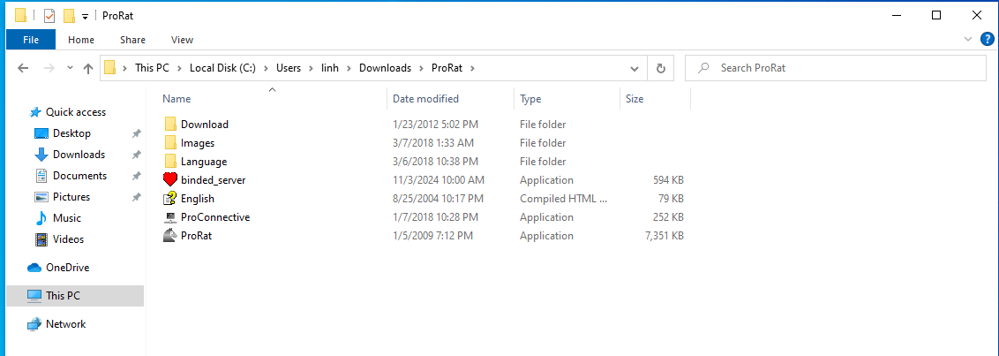 ProRat
File Home Share View
This PC > Local Disk (C:) > Users > linh > Downloads > ProRat >
Search ProRat
Name Date modified Type Size
Quick access
Desktop
Downloads
Documents
Pictures
Music
Videos
OneDrive
This PC
Network
Download 1/23/2012 5:02 PM File folder
Images 3/7/2018 1:33 AM File folder
Language 3/6/2018 10:38 PM File folder
binded_server 11/3/2024 10:00 AM Application 594 KB
English 8/25/2004 10:17 PM Compiled HTML ... 79 KB
ProConnective 1/7/2018 10:28 PM Application 252 KB
ProRat 1/5/2009 7:12 PM Application 7,351 KB